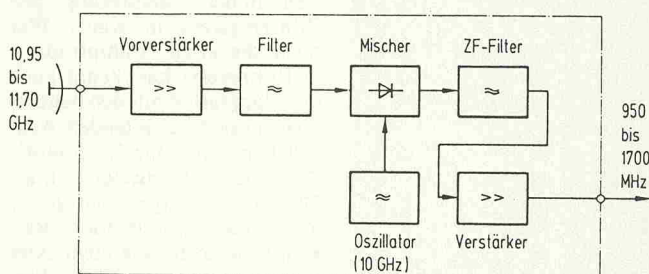 10,95
bis
11,70
GHz
Vorverstärker
>>
Filter
≈
Mischer
ZF-Filter
≈
≈
Oszillator
(10 GHz)
>>
Verstärker
950
bis
1700
MHz